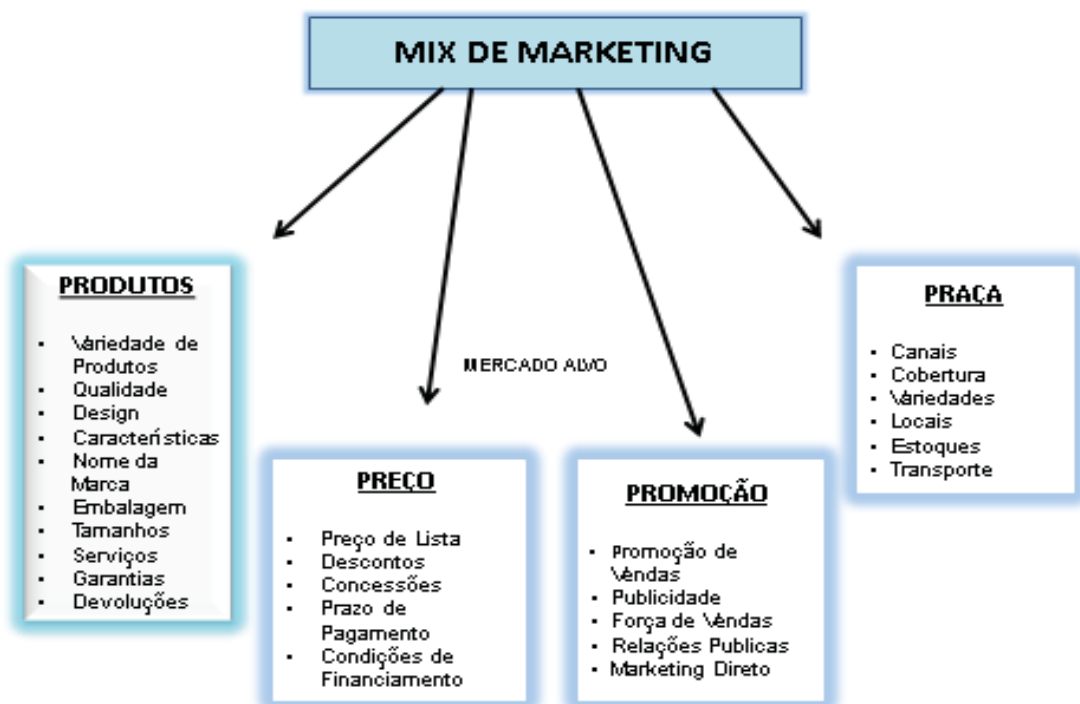 MIX DE MARKETING
PRODUTOS
• Variedade de
Produtos
• Qualidade
• Design
• Características
• Nome da
Marca
• Embalagem
• Tamanhos
• Serviços
• Garantias
• Devoluções
MERCADO ALVO
PREÇO
• Preço de Lista
• Descontos
• Concessões
• Prazo de
Pagamento
• Condições de
Financiamento
PROMOÇÃO
• Promoção de
Vendas
• Publicidade
• Força de Vendas
• Relações Publicas
• Marketing Direto
PRAÇA
• Canais
• Cobertura
• Variedades
• Locais
• Estoques
• Transporte